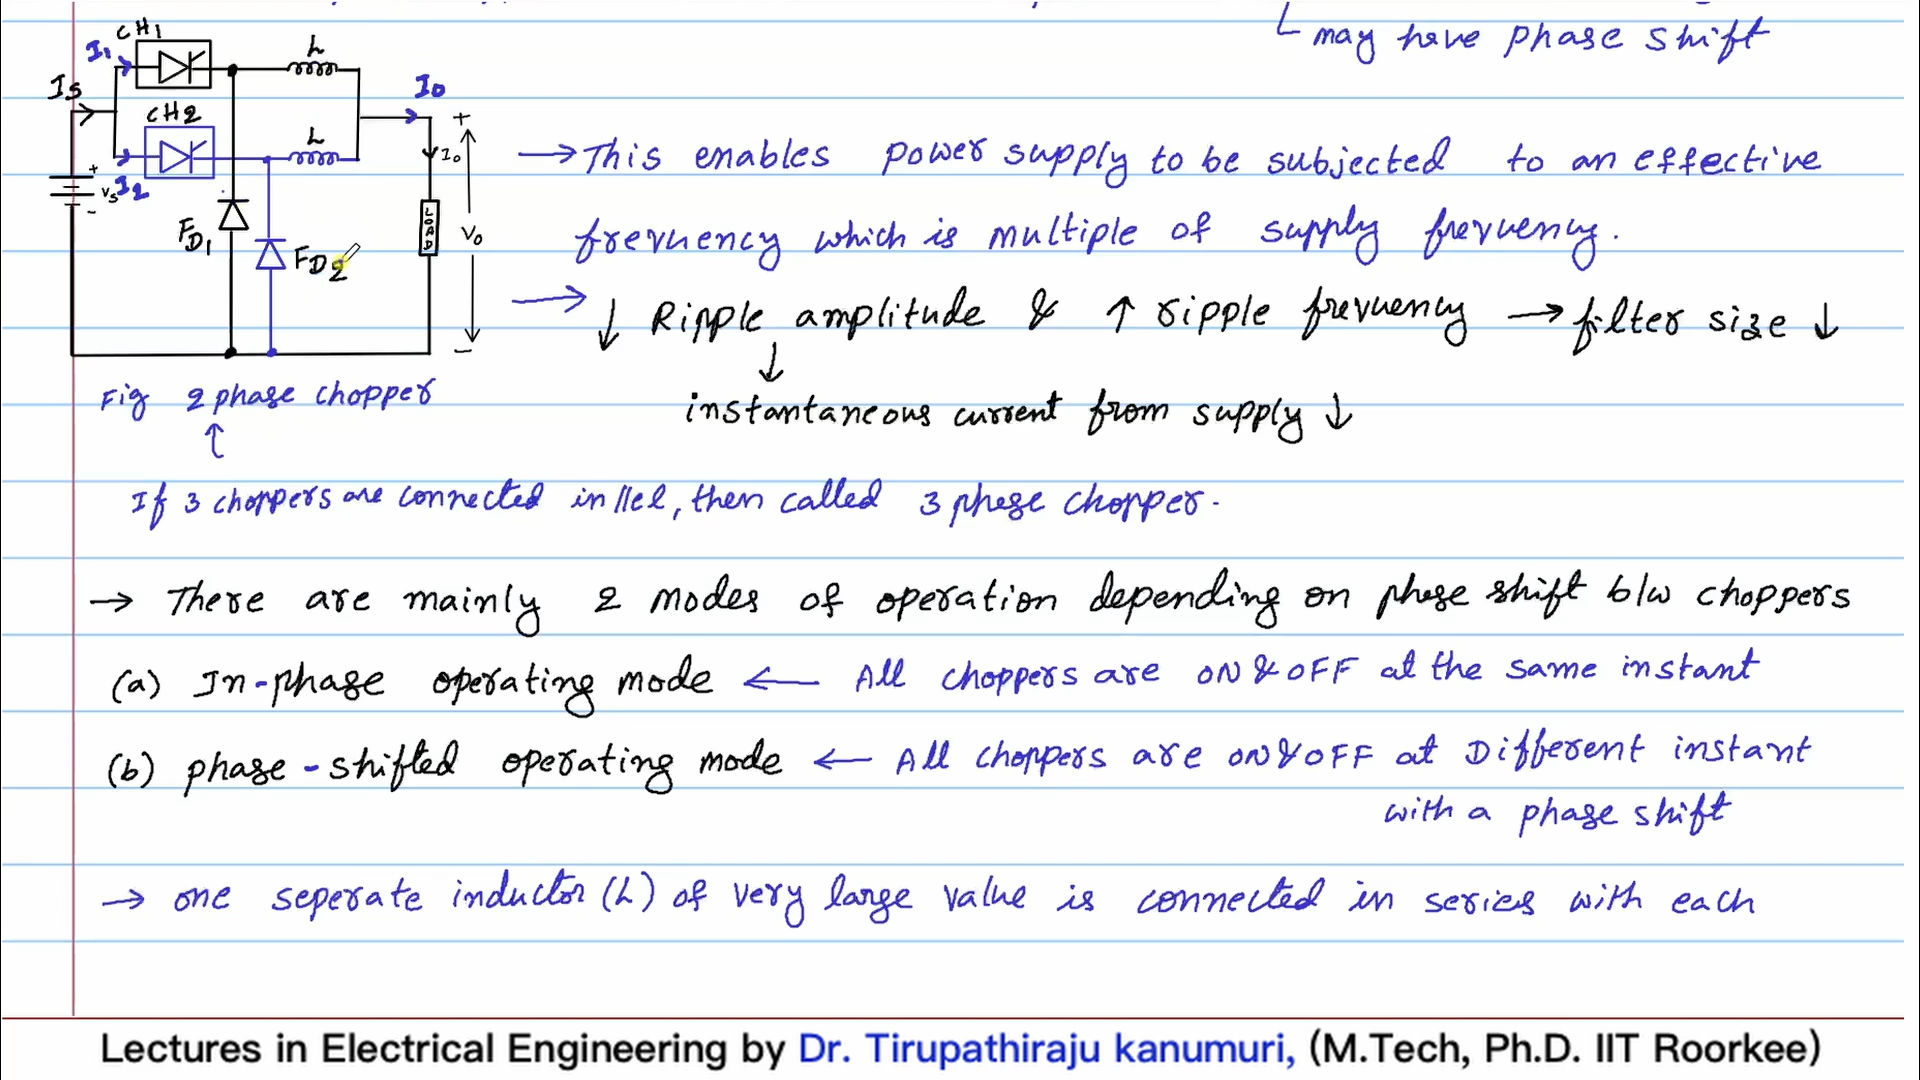 may have phase shift
CH1
I1
L
Is
I0
CH2
L
+
I0
→ This enables power supply to be subjected to an effective
+
Vs
I2
-
LOAD
FD1
V0
frequency which is multiple of supply frequency.
FD2
→ ↓ Ripple amplitude & ↑ ripple frequency → filter size ↓
-
↓
Fig 2 phase chopper
instantaneous current from supply ↓
↑
If 3 choppers are connected in //el, then called 3 phase chopper.
→ There are mainly 2 modes of operation depending on phase shift b/w choppers
(a) In-phase operating mode ← All choppers are ON & OFF at the same instant
(b) phase-shifted operating mode ← All choppers are ON & OFF at Different instant
with a phase shift
→ one seperate inductor (L) of very large value is connected in series with each
Lectures in Electrical Engineering by Dr. Tirupathiraju kanumuri, (M.Tech, Ph.D. IIT Roorkee)